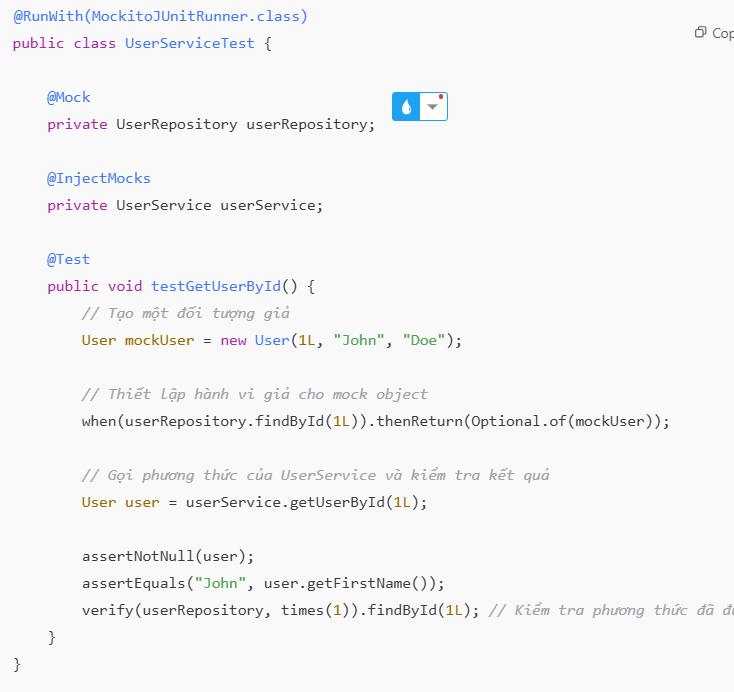 @RunWith(MockitoJUnitRunner.class)
public class UserServiceTest {
Cop
@Mock
private UserRepository userRepository;
@InjectMocks
private UserService userService;
@Test
public void testGetUserById() {
// Tạo một đối tượng giả
User mockUser = new User(1L, "John", "Doe");
// Thiết lập hành vi giả cho mock object
when(userRepository.findById(1L)).thenReturn(Optional.of(mockUser));
// Gọi phương thức của UserService và kiểm tra kết quả
User user = userService.getUserById(1L);
assertNotNull(user);
assertEquals("John", user.getFirstName());
verify(userRepository, times(1)).findById(1L); // Kiểm tra phương thức đã
}
}